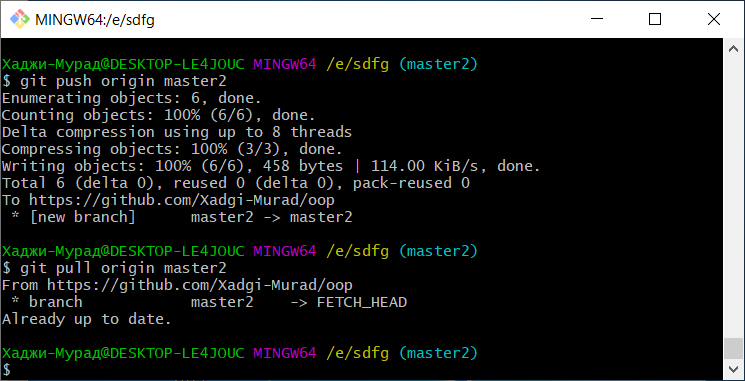 MINGW64:/e/sdfg
Хаджи-Мурад@DESKTOP-LE4JOUC MINGW64 /e/sdfg (master2)
$ git push origin master2
Enumerating objects: 6, done.
Counting objects: 100% (6/6), done.
Delta compression using up to 8 threads
Compressing objects: 100% (3/3), done.
Writing objects: 100% (6/6), 458 bytes | 114.00 KiB/s, done.
Total 6 (delta 0), reused 0 (delta 0), pack-reused 0
To https://github.com/Xadgi-Murad/oop
 * [new branch]      master2 -> master2
Хаджи-Мурад@DESKTOP-LE4JOUC MINGW64 /e/sdfg (master2)
$ git pull origin master2
From https://github.com/Xadgi-Murad/oop
 * branch            master2    -> FETCH_HEAD
Already up to date.
Хаджи-Мурад@DESKTOP-LE4JOUC MINGW64 /e/sdfg (master2)
$